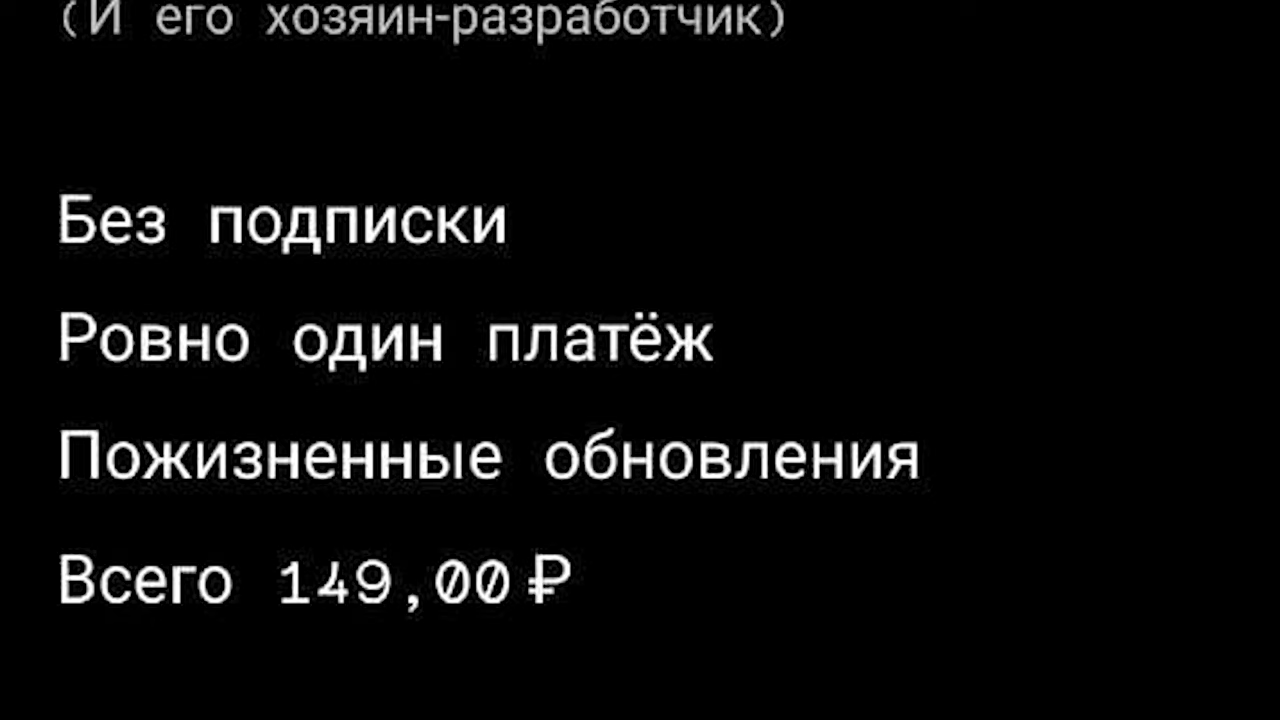 (И его хозяин-разработчик)
Без подписки
Ровно один платёж
Пожизненные обновления
Всего 149,00 ₽